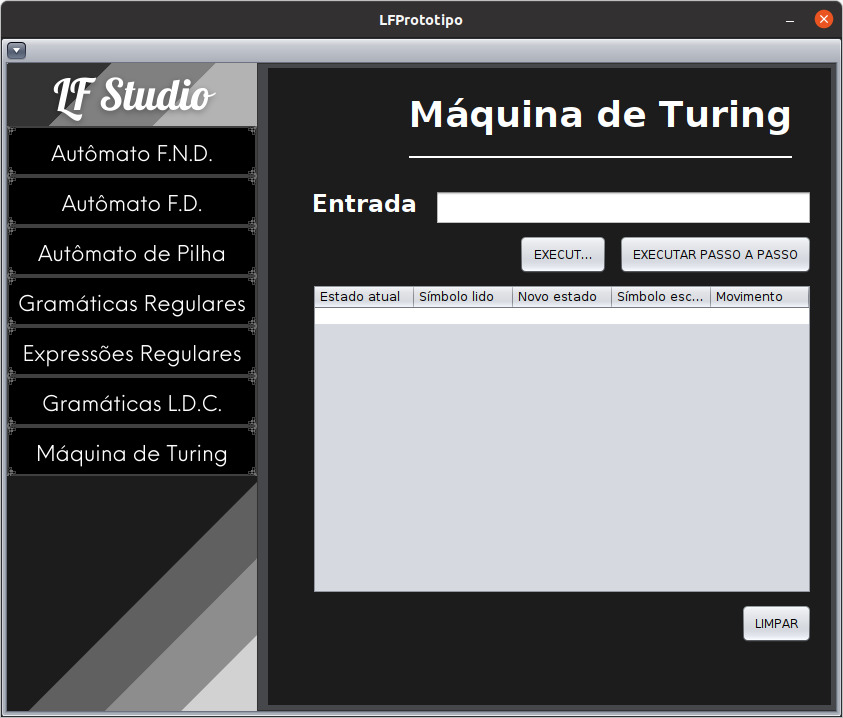 LFPrototipo
LF Studio
Autômato F.N.D.
Autômato F.D.
Autômato de Pilha
Gramáticas Regulares
Expressões Regulares
Gramáticas L.D.C.
Máquina de Turing
Máquina de Turing
Entrada
EXECUT... EXECUTAR PASSO A PASSO
Estado atual Símbolo lido Novo estado Símbolo esc... Movimento
LIMPAR